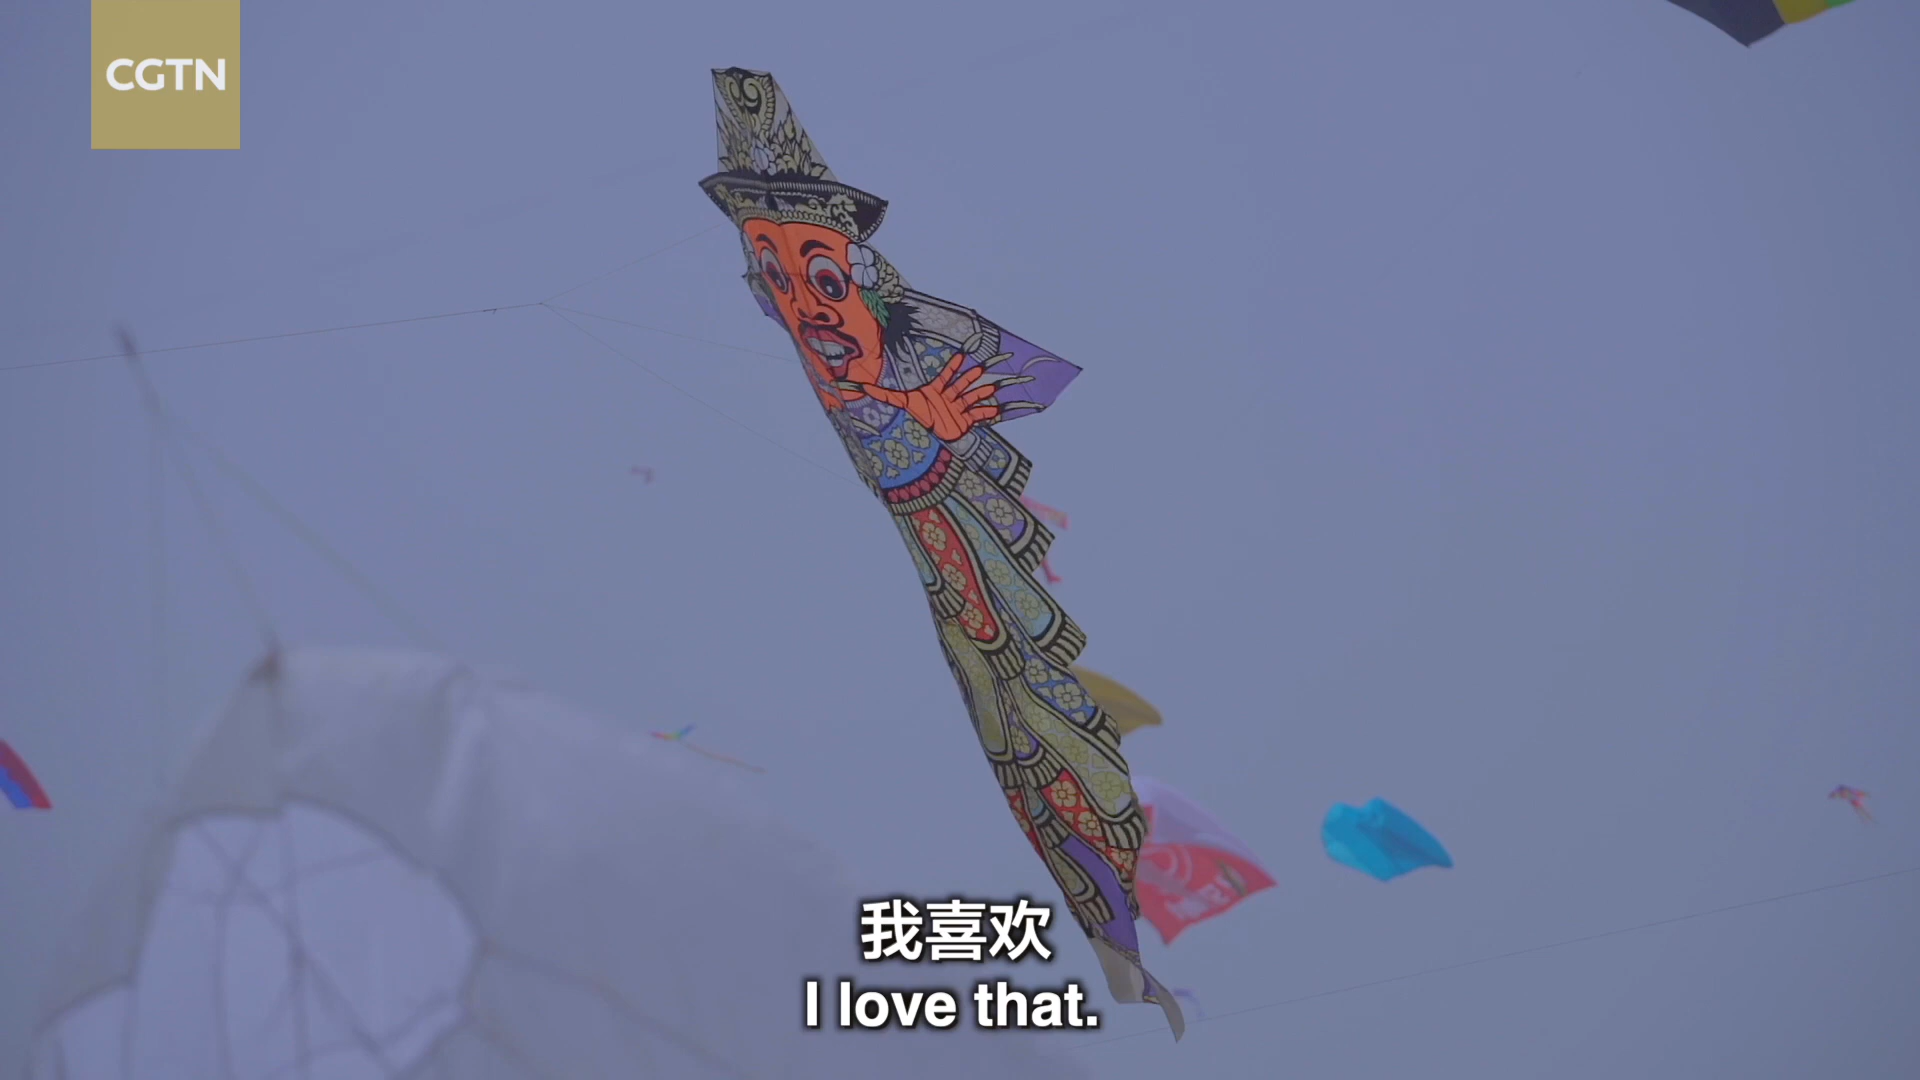 CGTN
我喜欢
I love that.